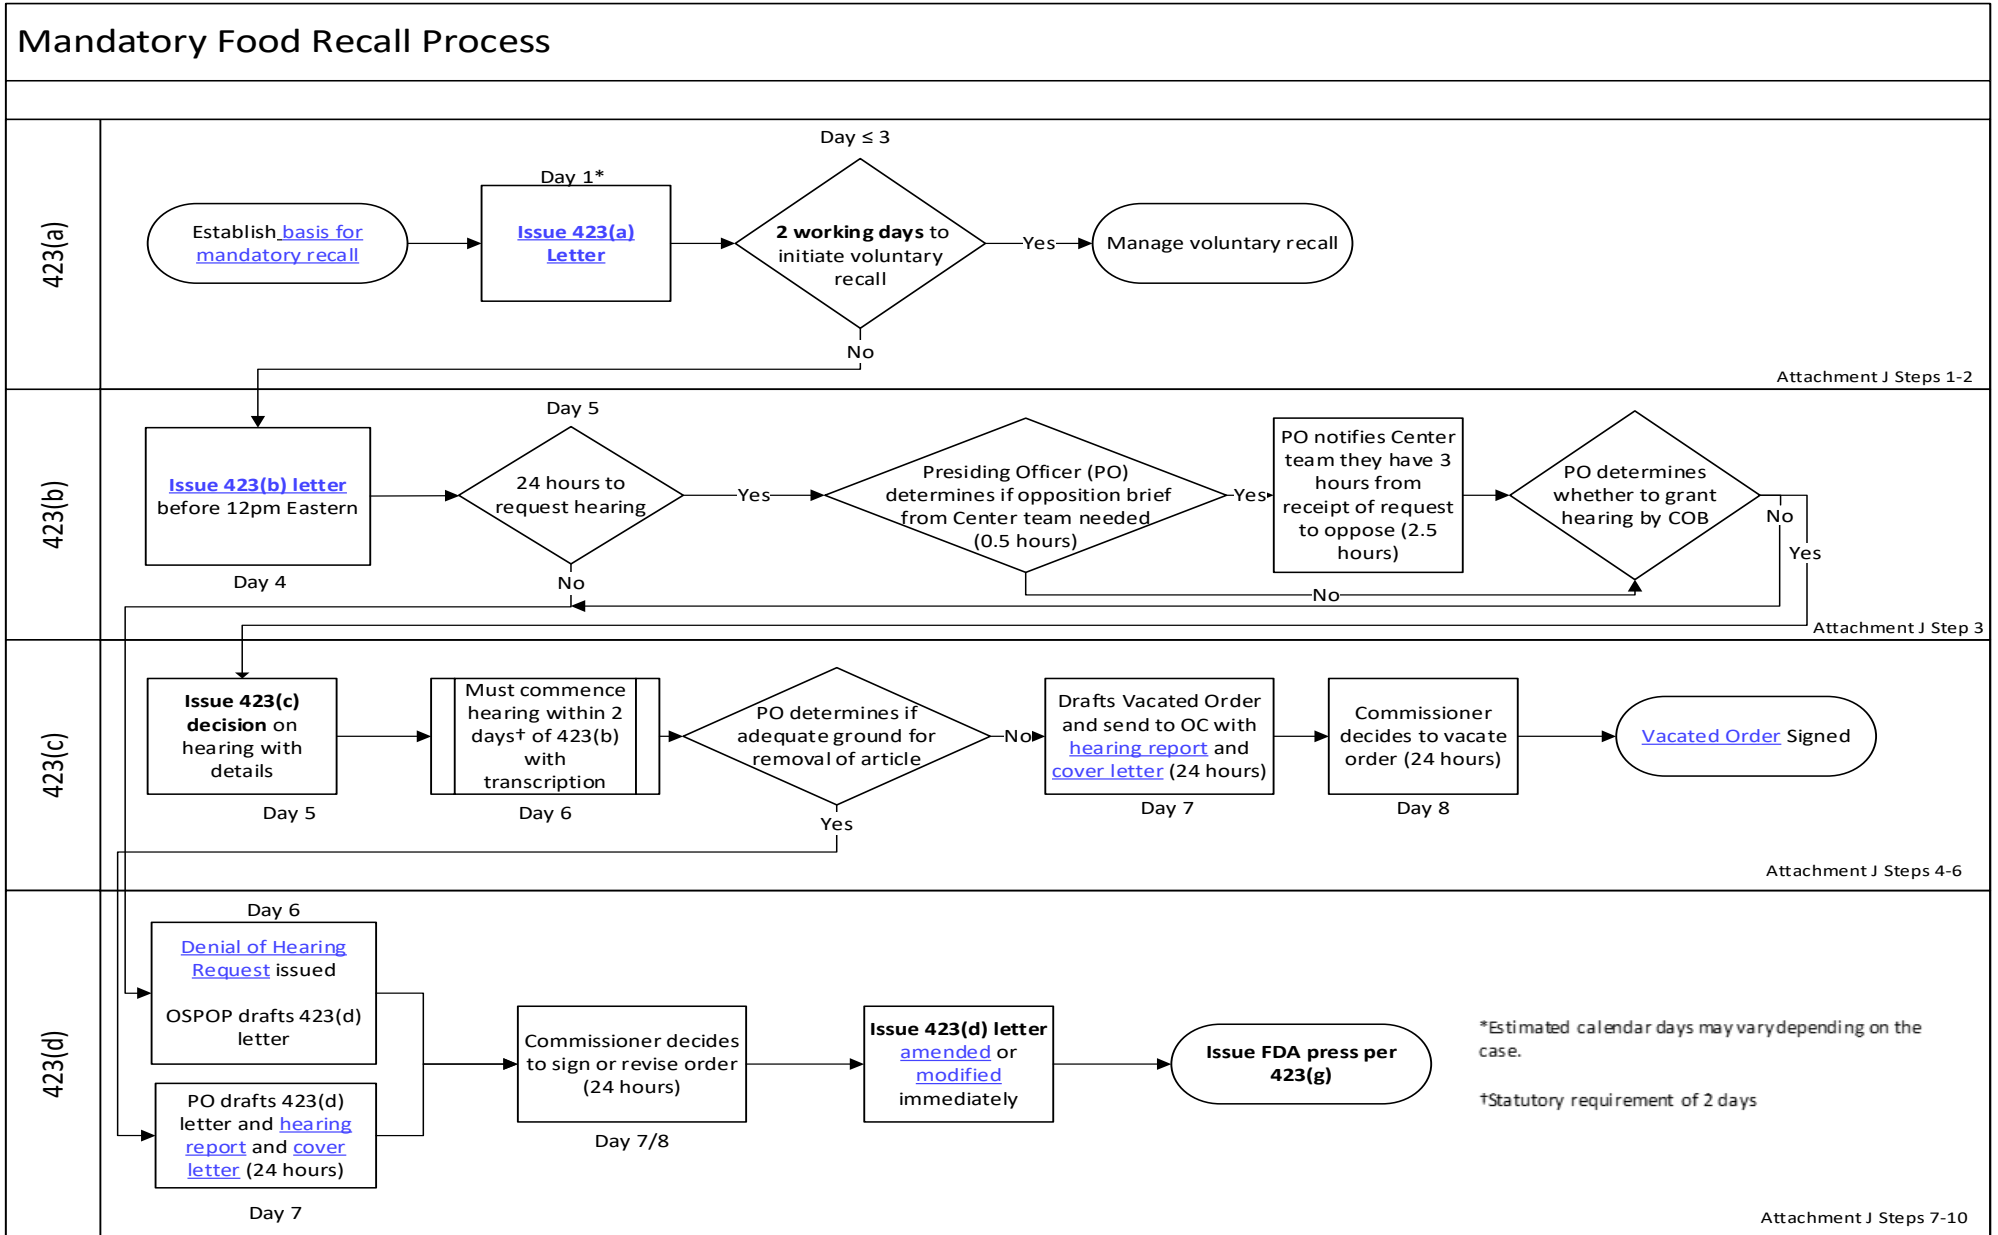 Mandatory Food Recall Process
423(a)
Establish basis for
mandatory recall
Day 1*
Issue 423(a)
Letter
Day ≤ 3
2 working days to
initiate voluntary
recall
Yes
Manage voluntary recall
No
Attachment J Steps 1-2
423(b)
Issue 423(b) letter
before 12pm Eastern
Day 4
Day 5
24 hours to
request hearing
Yes
No
Presiding Officer (PO)
determines if opposition brief
from Center team needed
(0.5 hours)
Yes
No
PO notifies Center
team they have 3
hours from
receipt of request
to oppose (2.5
hours)
PO determines
whether to grant
hearing by COB
No
Yes
Attachment J Step 3
423(c)
Issue 423(c)
decision on
hearing with
details
Day 5
Must commence
hearing within 2
days† of 423(b)
with
transcription
Day 6
PO determines if
adequate ground for
removal of article
No
Yes
Drafts Vacated Order
and send to OC with
hearing report and
cover letter (24 hours)
Day 7
Commissioner
decides to vacate
order (24 hours)
Day 8
Vacated Order Signed
Attachment J Steps 4-6
423(d)
Day 6
Denial of Hearing
Request issued
OSPOP drafts 423(d)
letter
PO drafts 423(d)
letter and hearing
report and cover
letter (24 hours)
Day 7
Commissioner decides
to sign or revise order
(24 hours)
Day 7/8
Issue 423(d) letter
amended or
modified
immediately
Issue FDA press per
423(g)
*Estimated calendar days may vary depending on the
case.
†Statutory requirement of 2 days
Attachment J Steps 7-10